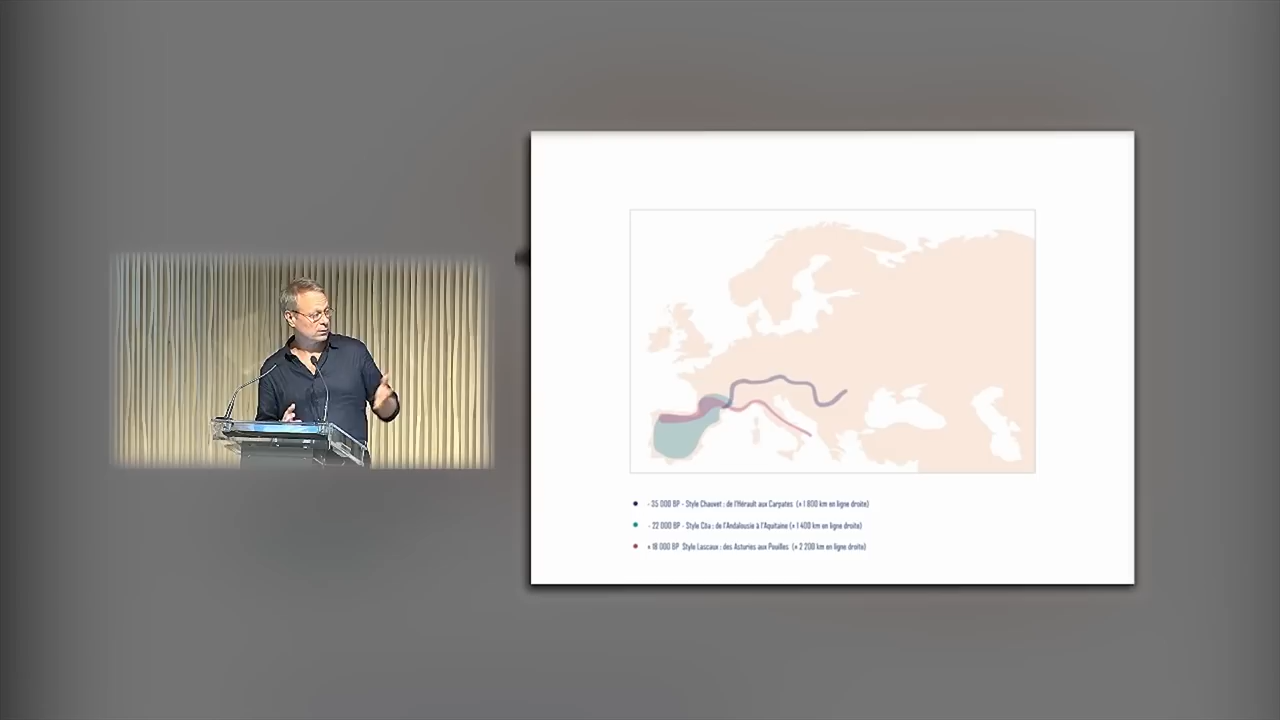 - 35 000 BP - Style Chauvet : de l'Hérault aux Carpates (+ 1 800 km en ligne droite)
- 22 000 BP - Style Côa : de l'Andalousie à l'Aquitaine (+ 1 400 km en ligne droite)
+ 18 000 BP Style Lascaux : des Asturies aux Pouilles (+ 2 200 km en ligne droite)